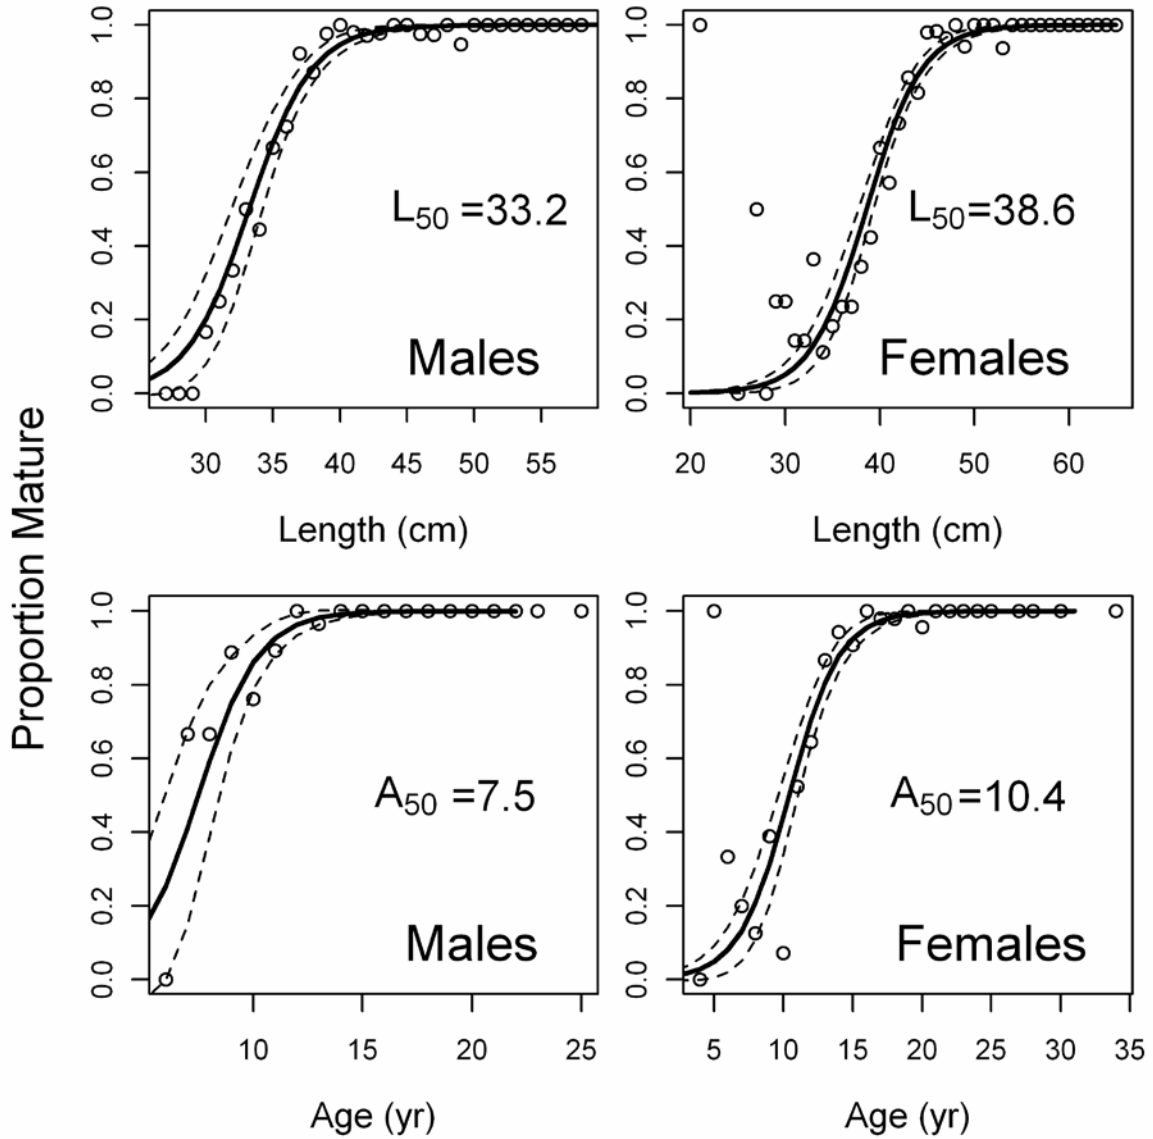 Proportion Mature
0.0 0.2 0.4 0.6 0.8 1.0
L50 =33.2
Males
30 35 40 45 50 55
Length (cm)
0.0 0.2 0.4 0.6 0.8 1.0
L50=38.6
Females
20 30 40 50 60
Length (cm)
0.0 0.2 0.4 0.6 0.8 1.0
A50 =7.5
Males
10 15 20 25
Age (yr)
0.0 0.2 0.4 0.6 0.8 1.0
A50=10.4
Females
5 10 15 20 25 30 35
Age (yr)